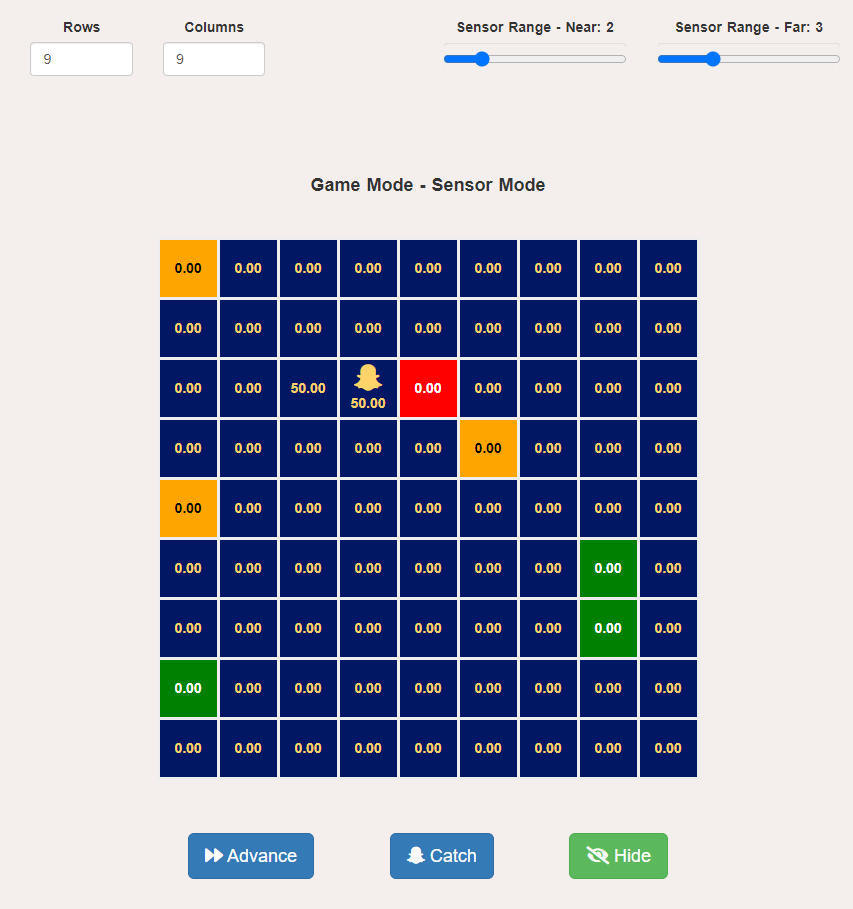 Rows Columns Sensor Range - Near: 2 Sensor Range - Far: 3
9 9
Game Mode - Sensor Mode
0.00 0.00 0.00 0.00 0.00 0.00 0.00 0.00 0.00
0.00 0.00 0.00 0.00 0.00 0.00 0.00 0.00 0.00
0.00 0.00 50.00 50.00 0.00 0.00 0.00 0.00 0.00
0.00 0.00 0.00 0.00 0.00 0.00 0.00 0.00 0.00
0.00 0.00 0.00 0.00 0.00 0.00 0.00 0.00 0.00
0.00 0.00 0.00 0.00 0.00 0.00 0.00 0.00 0.00
0.00 0.00 0.00 0.00 0.00 0.00 0.00 0.00 0.00
0.00 0.00 0.00 0.00 0.00 0.00 0.00 0.00 0.00
0.00 0.00 0.00 0.00 0.00 0.00 0.00 0.00 0.00
Advance Catch Hide